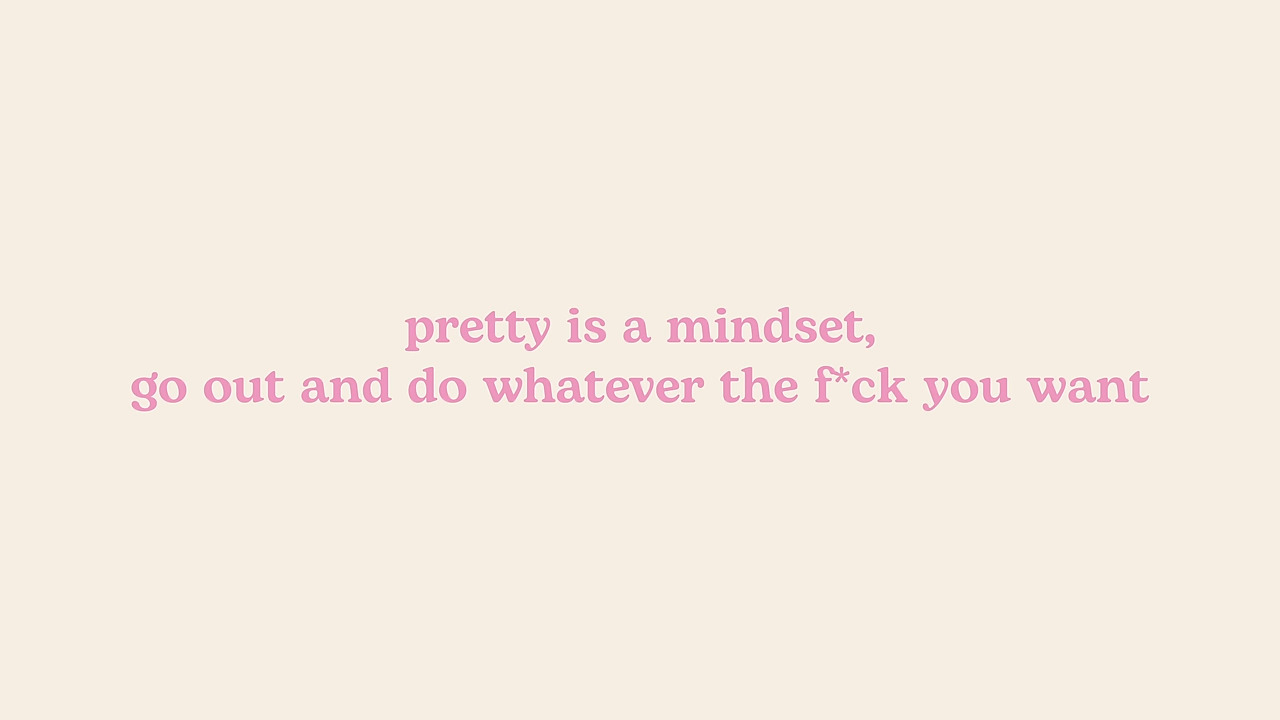 pretty is a mindset,
go out and do whatever the f*ck you want